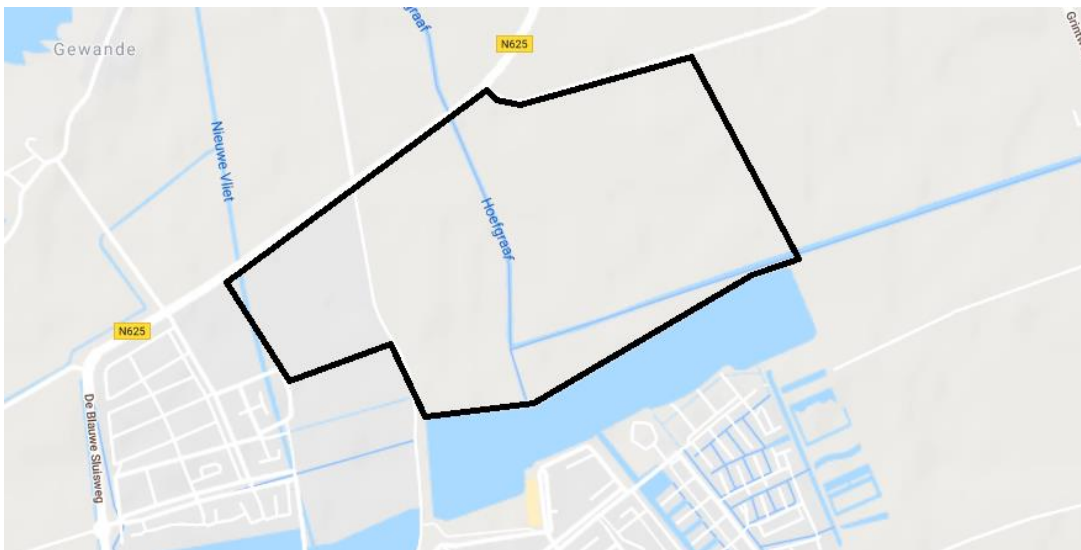 Gewande
N625
graaf
Nieuwe Vliet
Hoefgraaf
N625
De Blauwe Sluisweg